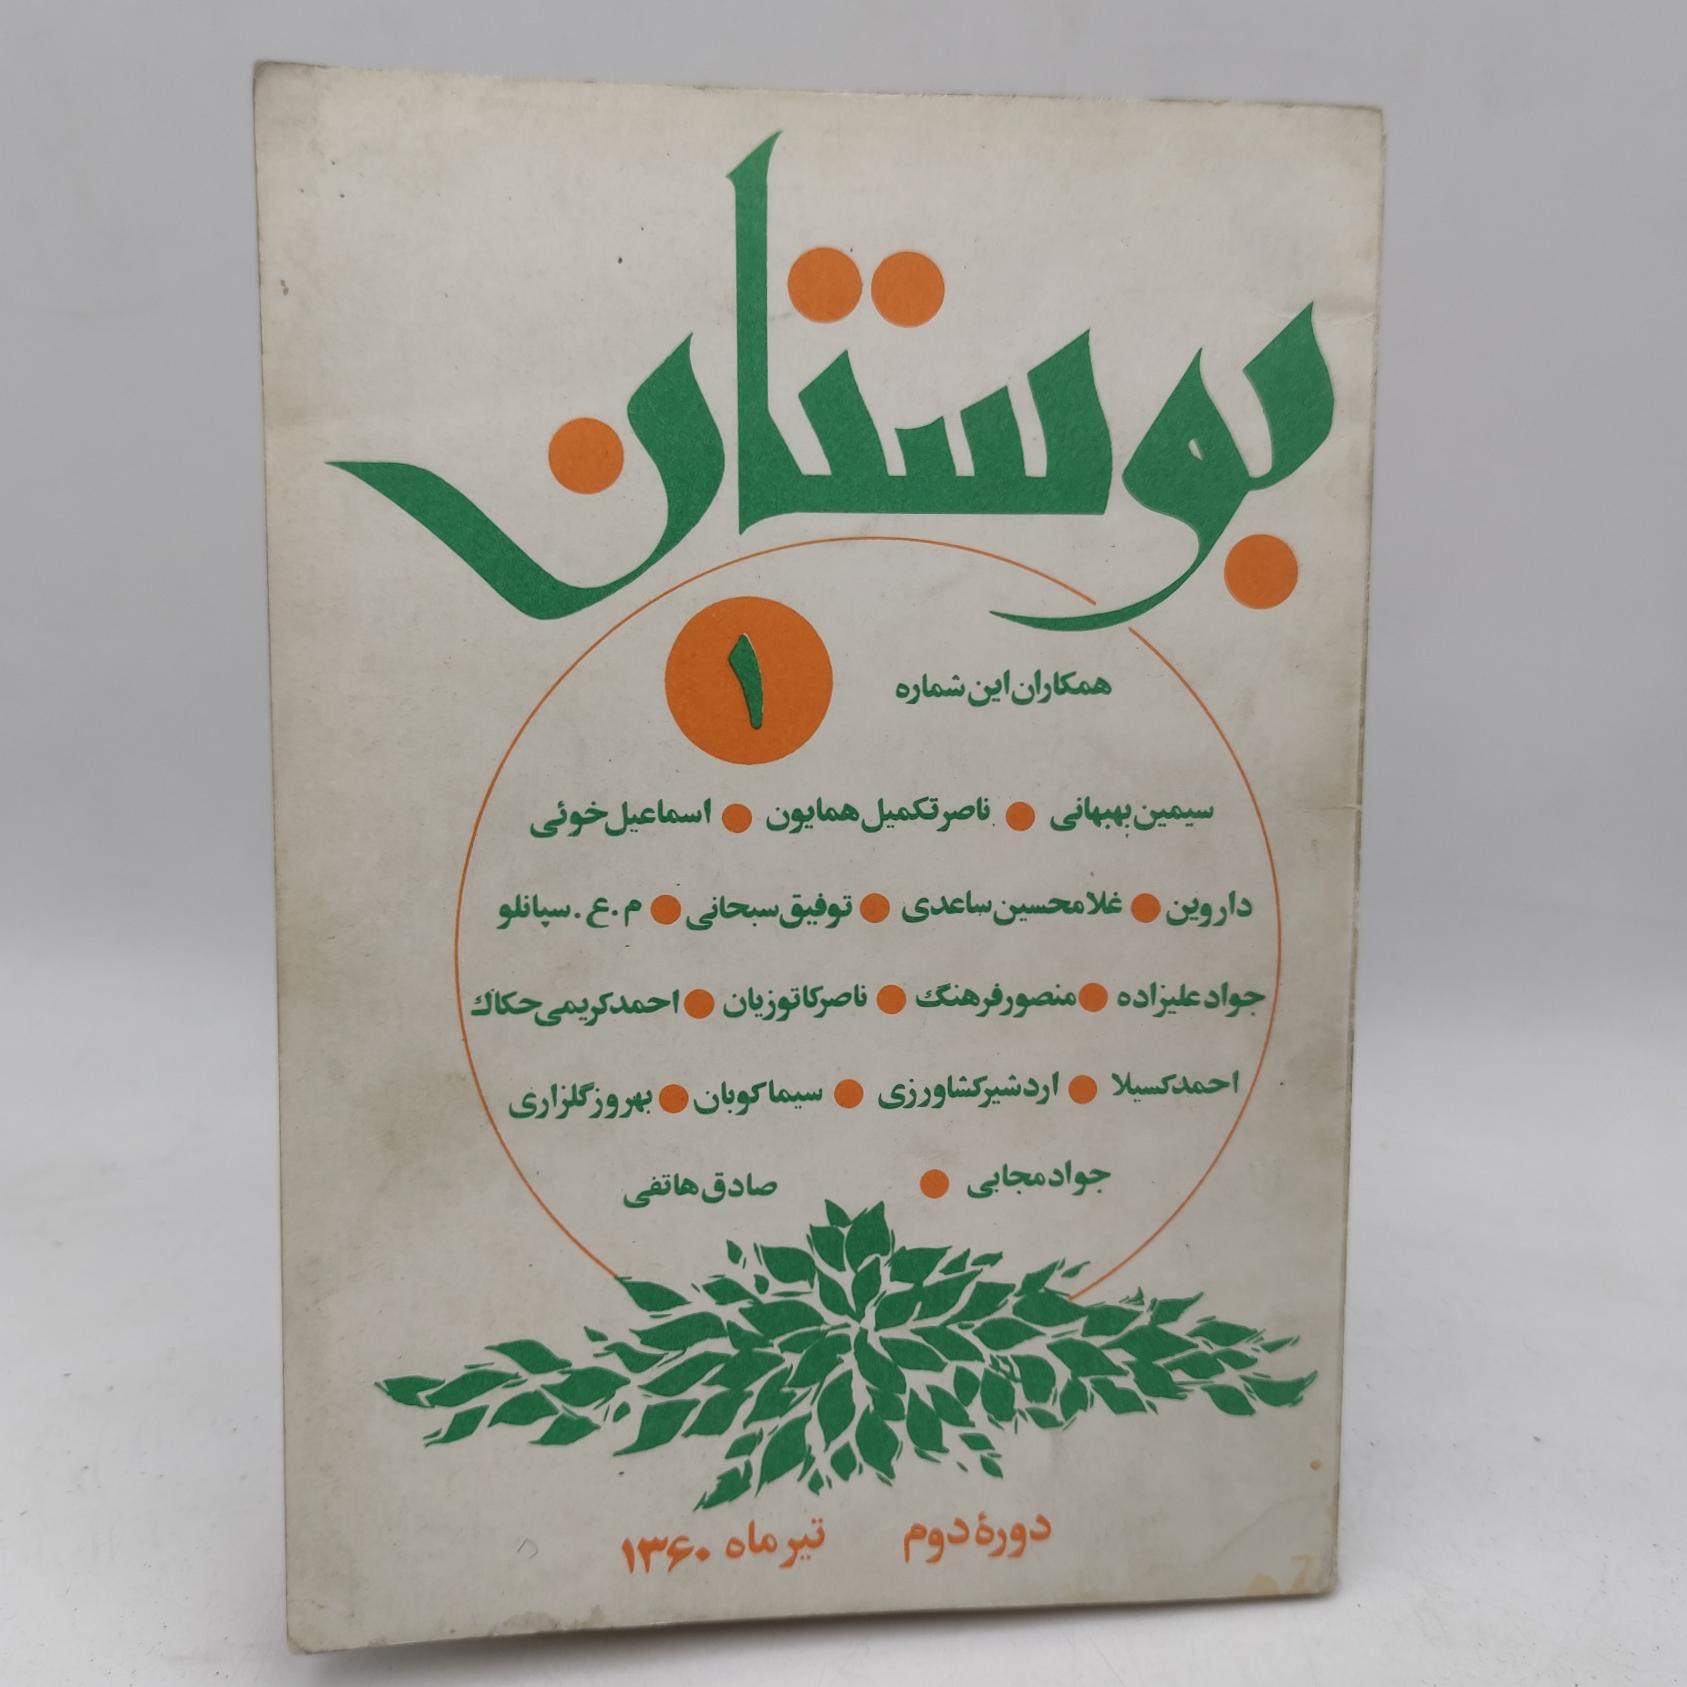 بوستان
۱
همکاران این شماره
سیمین بهبهانی ● ناصر تکمیل همایون ● اسماعیل خوئی
داروین ● غلامحسین ساعدی ● توفیق سبحانی ● م.ع.سپانلو
جواد علیزاده ● منصور فرهنگ ● ناصر کاتوزیان ● احمد کریمی حکاک
احمد کسیلا ● اردشیر کشاورزی ● سیما کوبان ● بهروز گلزاری
جواد مجابی ● صادق هاتفی
دورهٔ دوم تیر ماه ۱۳۶۰